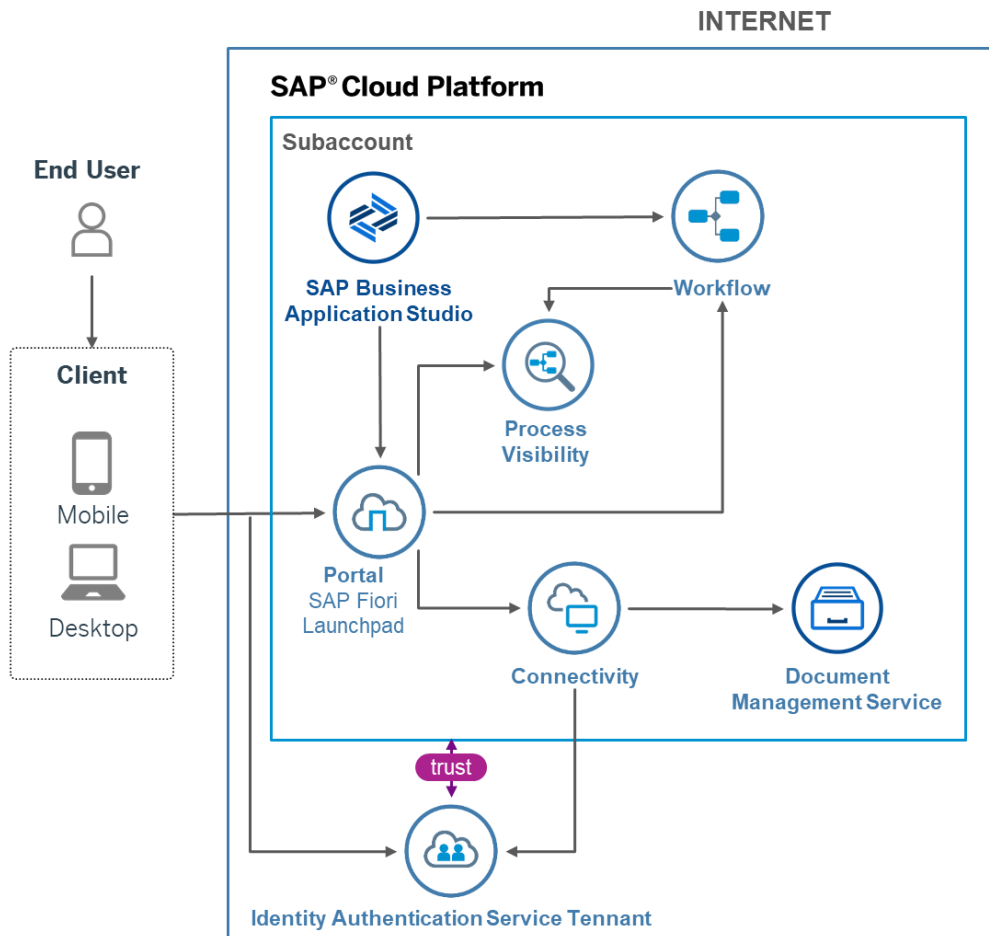 INTERNET
SAP® Cloud Platform
Subaccount
End User
SAP Business
Application Studio
Workflow
Client
Process
Visibility
Mobile
Portal
SAP Fiori
Launchpad
Desktop
Connectivity
Document
Management Service
trust
Identity Authentication Service Tennant